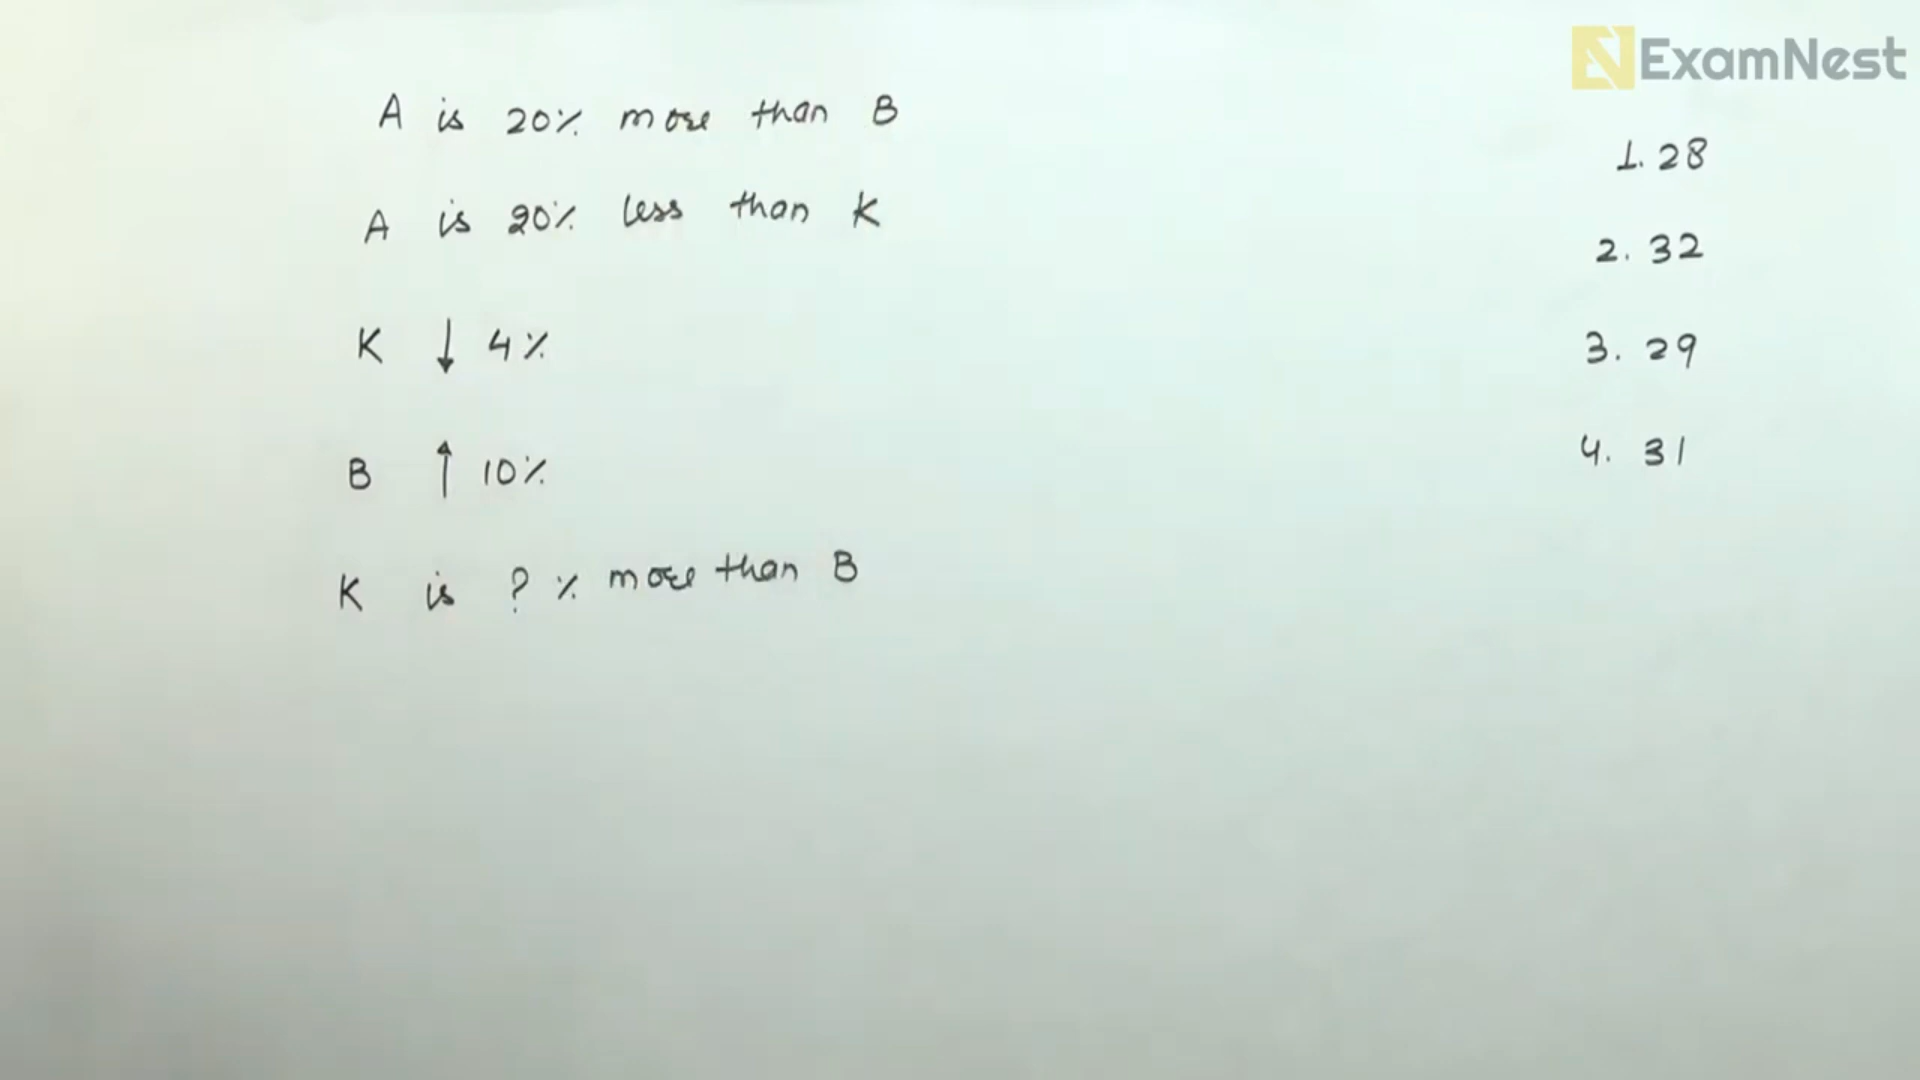 ExamNest
A is 20% more than B
A is 20% less than K
K ↓ 4%
B ↑ 10%
K is ? % more than B
1. 28
2. 32
3. 29
4. 31